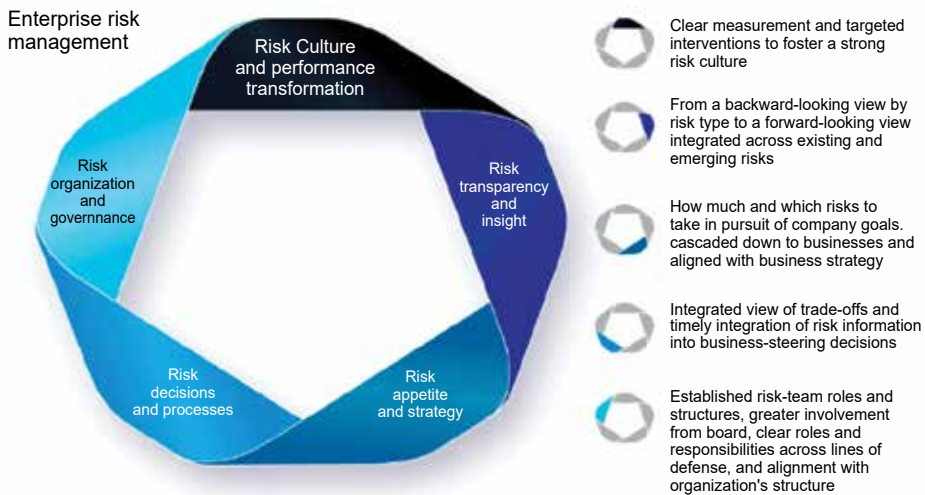 Enterprise risk
management
Risk Culture
and performance
transformation
Risk
transparency
and
insight
Risk
appetite
and strategy
Risk
decisions
and processes
Risk
organization
and
governnance
Clear measurement and targeted
interventions to foster a strong
risk culture
From a backward-looking view by
risk type to a forward-looking view
integrated across existing and
emerging risks
How much and which risks to
take in pursuit of company goals.
cascaded down to businesses and
aligned with business strategy
Integrated view of trade-offs and
timely integration of risk information
into business-steering decisions
Established risk-team roles and
structures, greater involvement
from board, clear roles and
responsibilities across lines of
defense, and alignment with
organization's structure